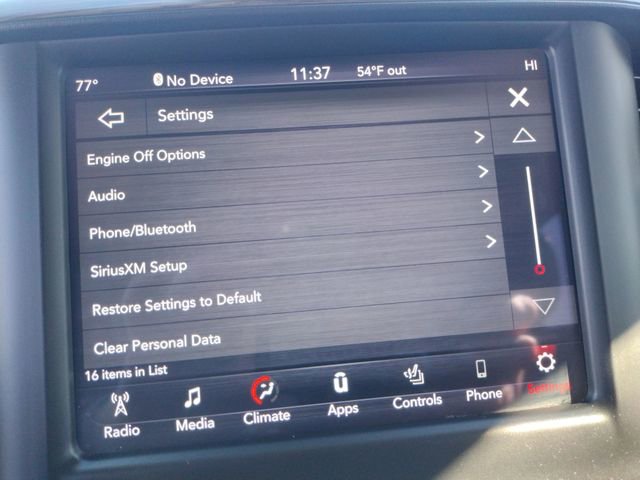 77° No Device 11:37 54°F out HI
Settings
Engine Off Options
Audio
Phone/Bluetooth
SiriusXM Setup
Restore Settings to Default
Clear Personal Data
16 items in List
Radio Media Climate Apps Controls Phone Settings